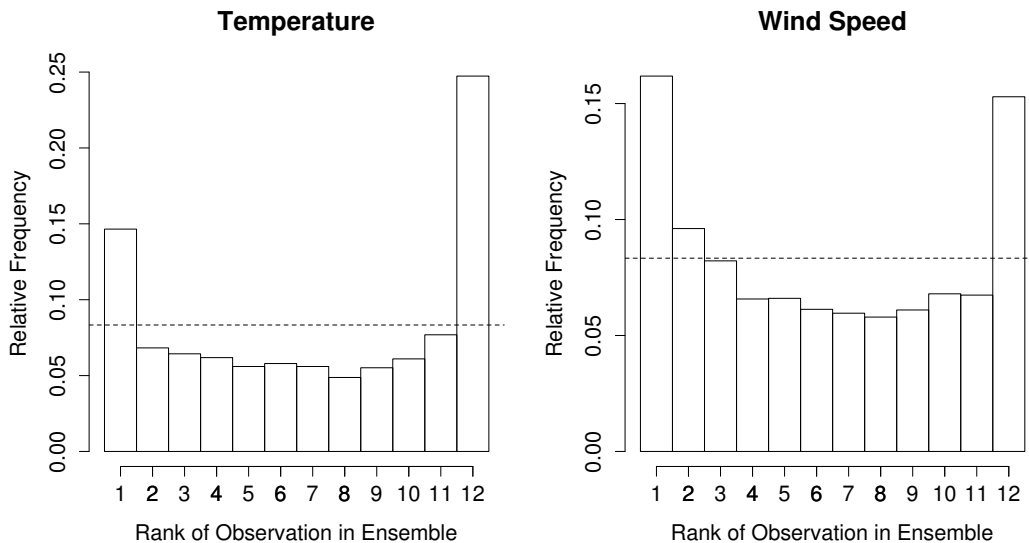 Temperature
Relative Frequency
0.25
0.20
0.15
0.10
0.05
0.00
1 2 3 4 5 6 7 8 9 10 11 12
Rank of Observation in Ensemble
Wind Speed
Relative Frequency
0.15
0.10
0.05
0.00
1 2 3 4 5 6 7 8 9 10 11 12
Rank of Observation in Ensemble